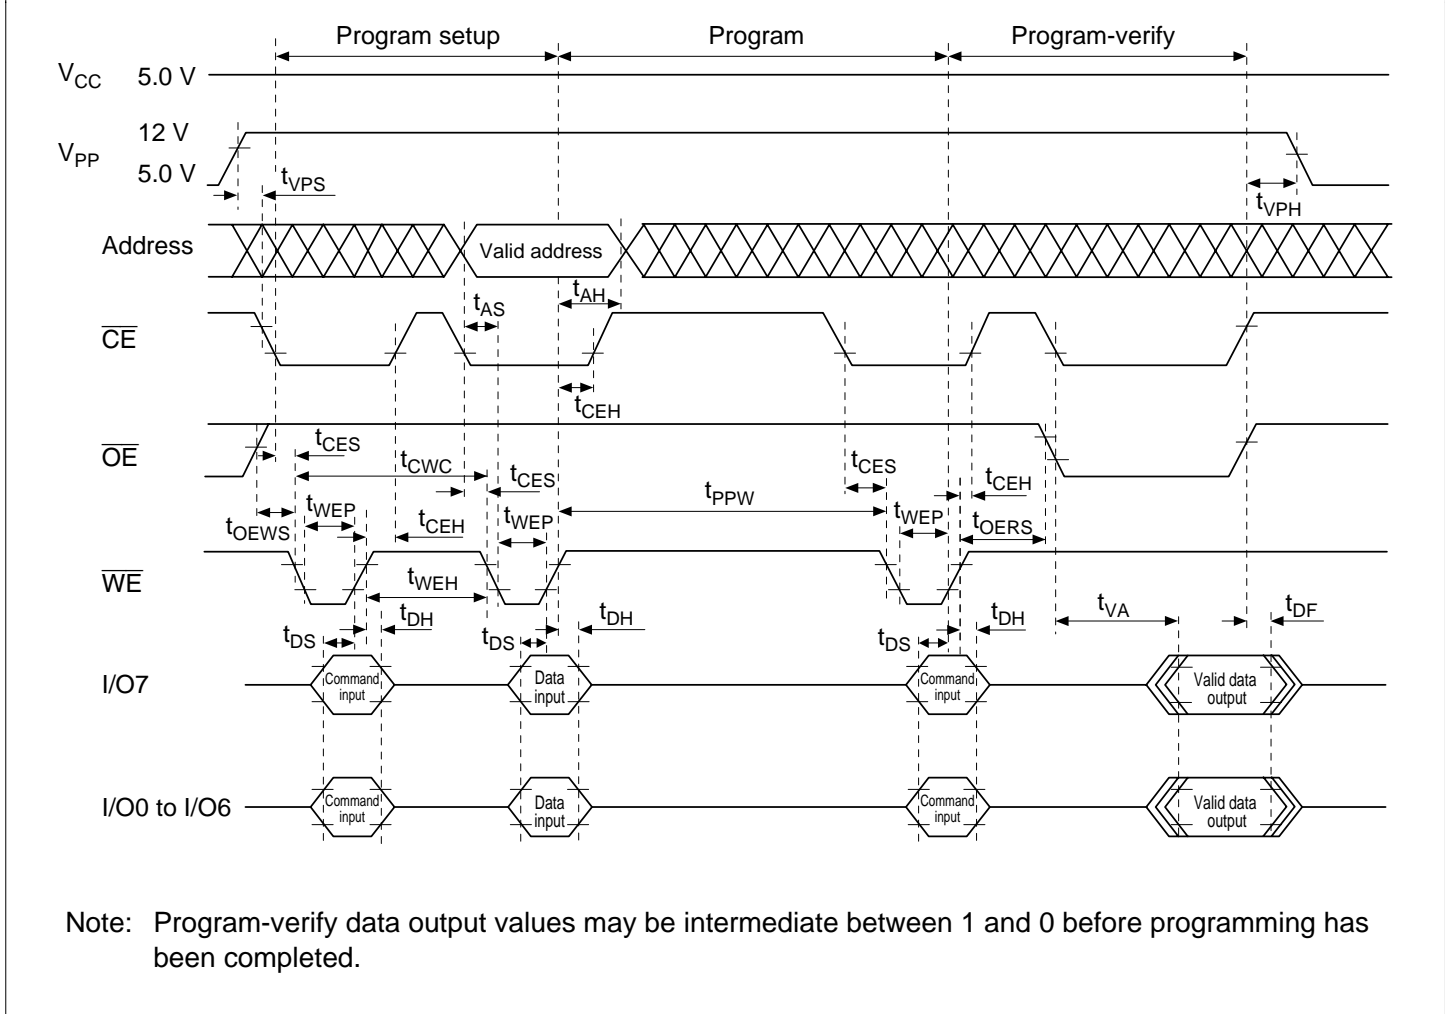 Program setup Program Program-verify
VCC 5.0 V
12 V
VPP
5.0 V
tVPS
tVPH
Address Valid address
tAH
tAS
CE
tCEH
OE
tCES tCWC tCES tCES tCEH
tPPW
tWEP tCEH tWEP tWEP tOERS
tOEWS
WE
tWEH
tDS tDH tDS tDH tDS tDH tVA tDF
I/O7 Command input Data input Command input Valid data output
I/O0 to I/O6 Command input Data input Command input Valid data output
Note: Program-verify data output values may be intermediate between 1 and 0 before programming has
been completed.